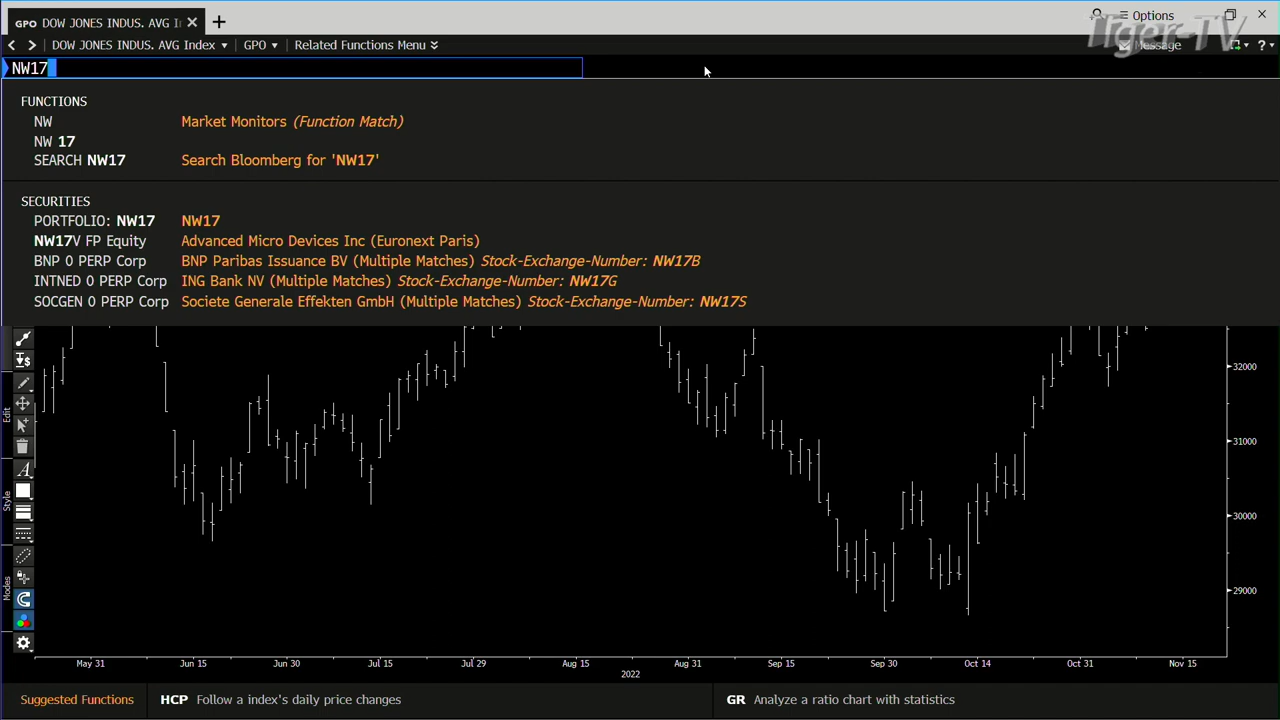 GPO DOW JONES INDUS. AVG I
Options
DOW JONES INDUS. AVG Index GPO Related Functions Menu Message ?
Tiger-TV
NW17
FUNCTIONS
NW Market Monitors (Function Match)
NW 17
SEARCH NW17 Search Bloomberg for 'NW17'
SECURITIES
PORTFOLIO: NW17 NW17
NW17V FP Equity Advanced Micro Devices Inc (Euronext Paris)
BNP 0 PERP Corp BNP Paribas Issuance BV (Multiple Matches) Stock-Exchange-Number: NW17B
INTNED 0 PERP Corp ING Bank NV (Multiple Matches) Stock-Exchange-Number: NW17G
SOCGEN 0 PERP Corp Societe Generale Effekten GmbH (Multiple Matches) Stock-Exchange-Number: NW17S
32000
31000
30000
29000
Edit
Style
Modes
May 31 Jun 15 Jun 30 Jul 15 Jul 29 Aug 15 Aug 31 Sep 15 Sep 30 Oct 14 Oct 31 Nov 15
2022
Suggested Functions HCP Follow a index's daily price changes GR Analyze a ratio chart with statistics